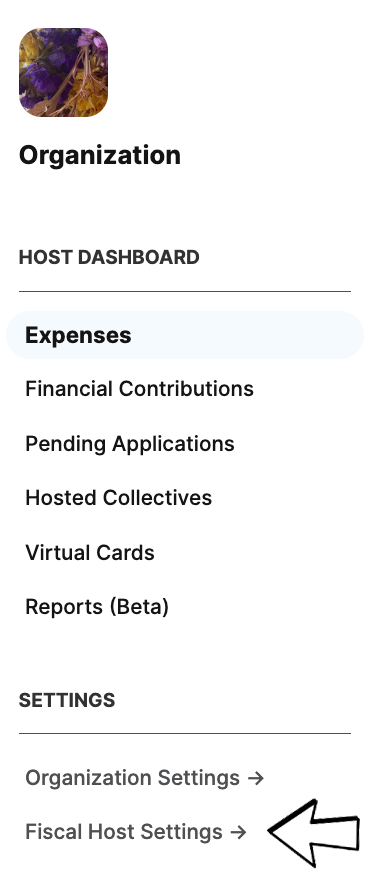 Organization
HOST DASHBOARD
Expenses
Financial Contributions
Pending Applications
Hosted Collectives
Virtual Cards
Reports (Beta)
SETTINGS
Organization Settings →
Fiscal Host Settings →